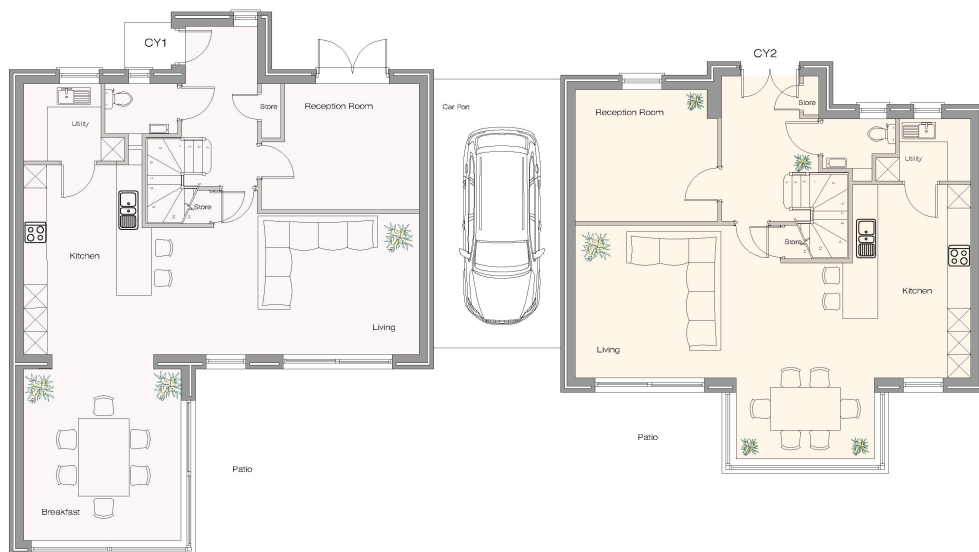 CY1
Store
Reception Room
Utility
Store
Kitchen
Living
Breakfast
Patio
Car Port
CY2
Reception Room
Store
Utility
Store
Kitchen
Living
Patio